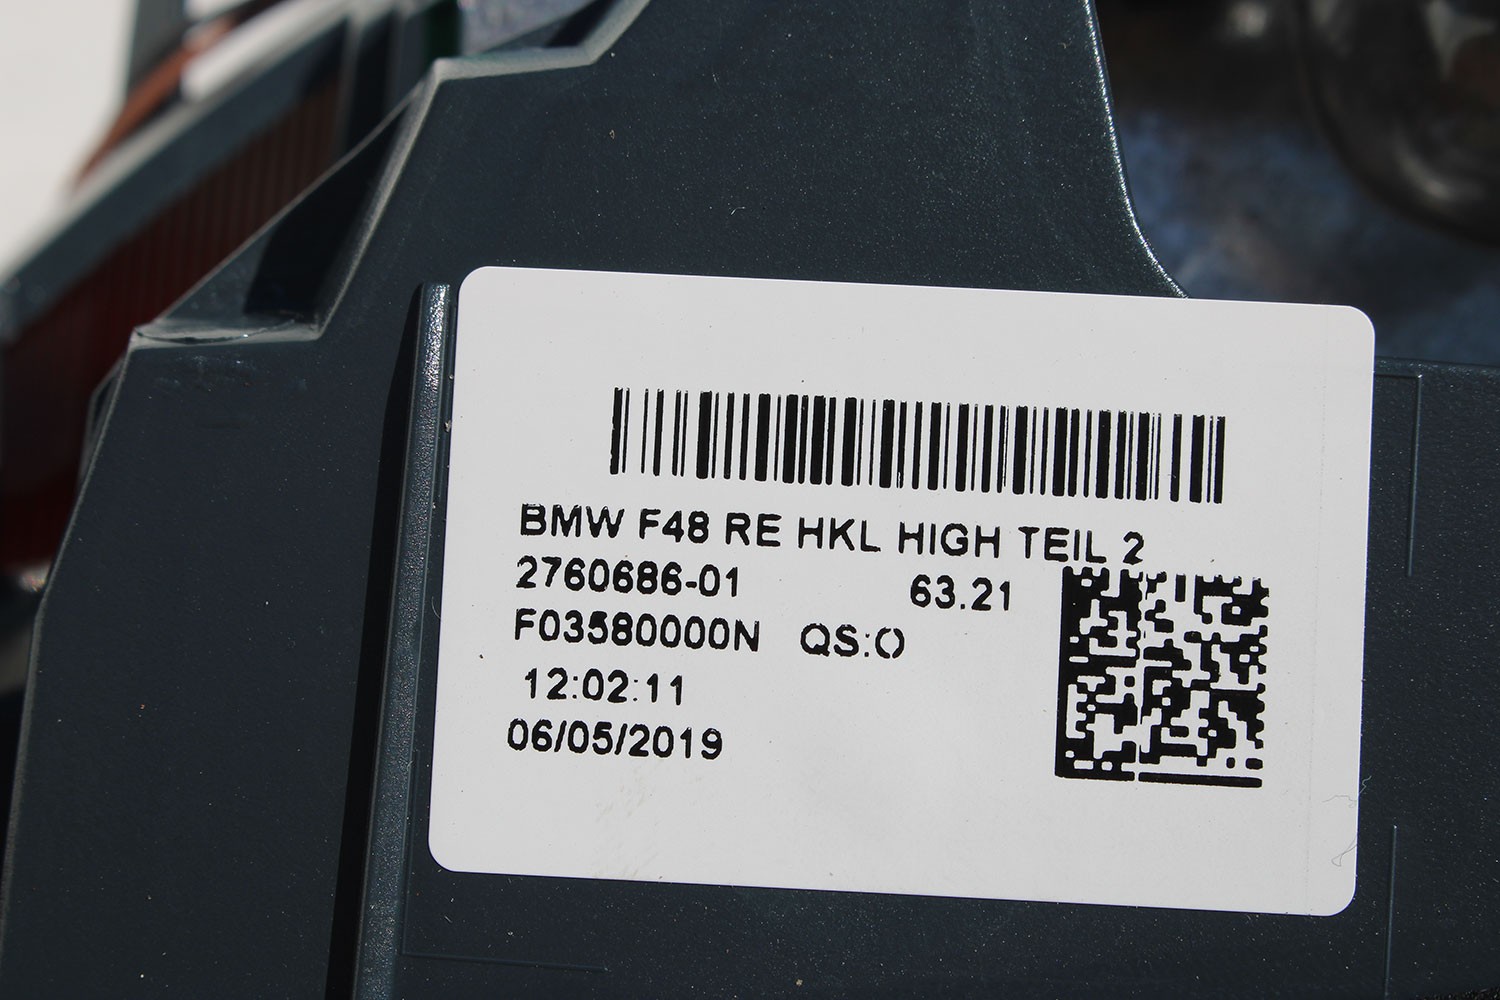 BMW F48 RE HKL HIGH TEIL 2
2760686-01 63.21
F03580000N QS:O
12:02:11
06/05/2019